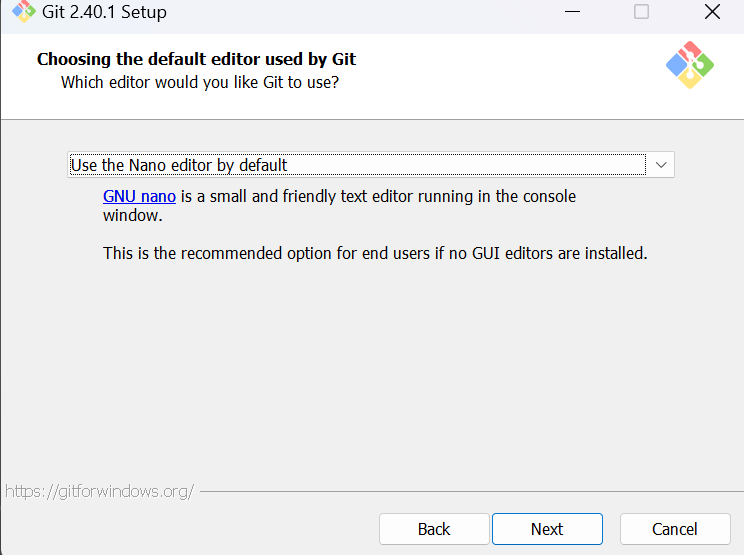 Git 2.40.1 Setup
Choosing the default editor used by Git
Which editor would you like Git to use?
Use the Nano editor by default
GNU nano is a small and friendly text editor running in the console
window.
This is the recommended option for end users if no GUI editors are installed.
https://gitforwindows.org/
Back Next Cancel